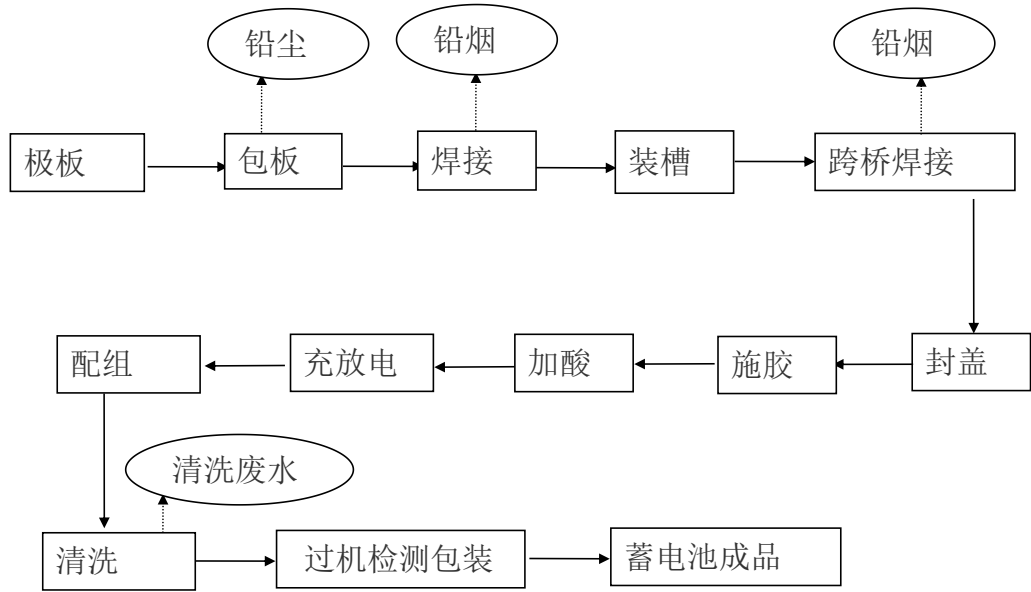 铅尘
铅烟
铅烟
极板
包板
焊接
装槽
跨桥焊接
封盖
施胶
加酸
充放电
配组
清洗废水
清洗
过机检测包装
蓄电池成品